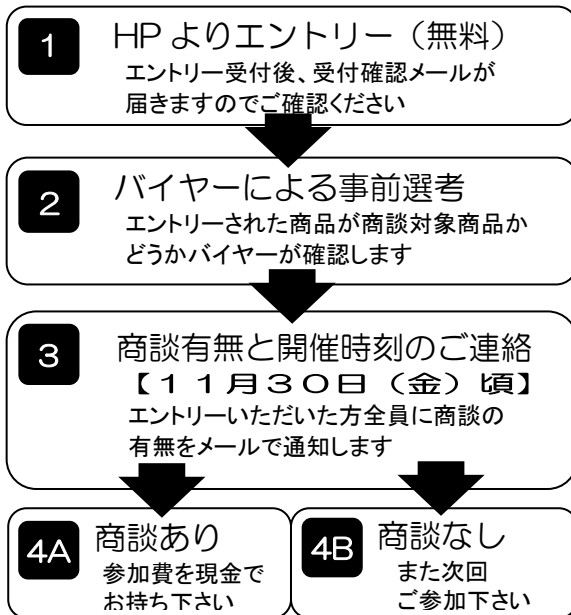 1
HPよりエントリー（無料）
エントリー受付後、受付確認メールが
届きますのでご確認ください
2
バイヤーによる事前選考
エントリーされた商品が商談対象商品か
どうかバイヤーが確認します
3
商談有無と開催時刻のご連絡
【１１月３０日（金）頃】
エントリーいただいた方全員に商談の
有無をメールで通知します
4A
商談あり
参加費を現金で
お持ち下さい
4B
商談なし
また次回
ご参加下さい